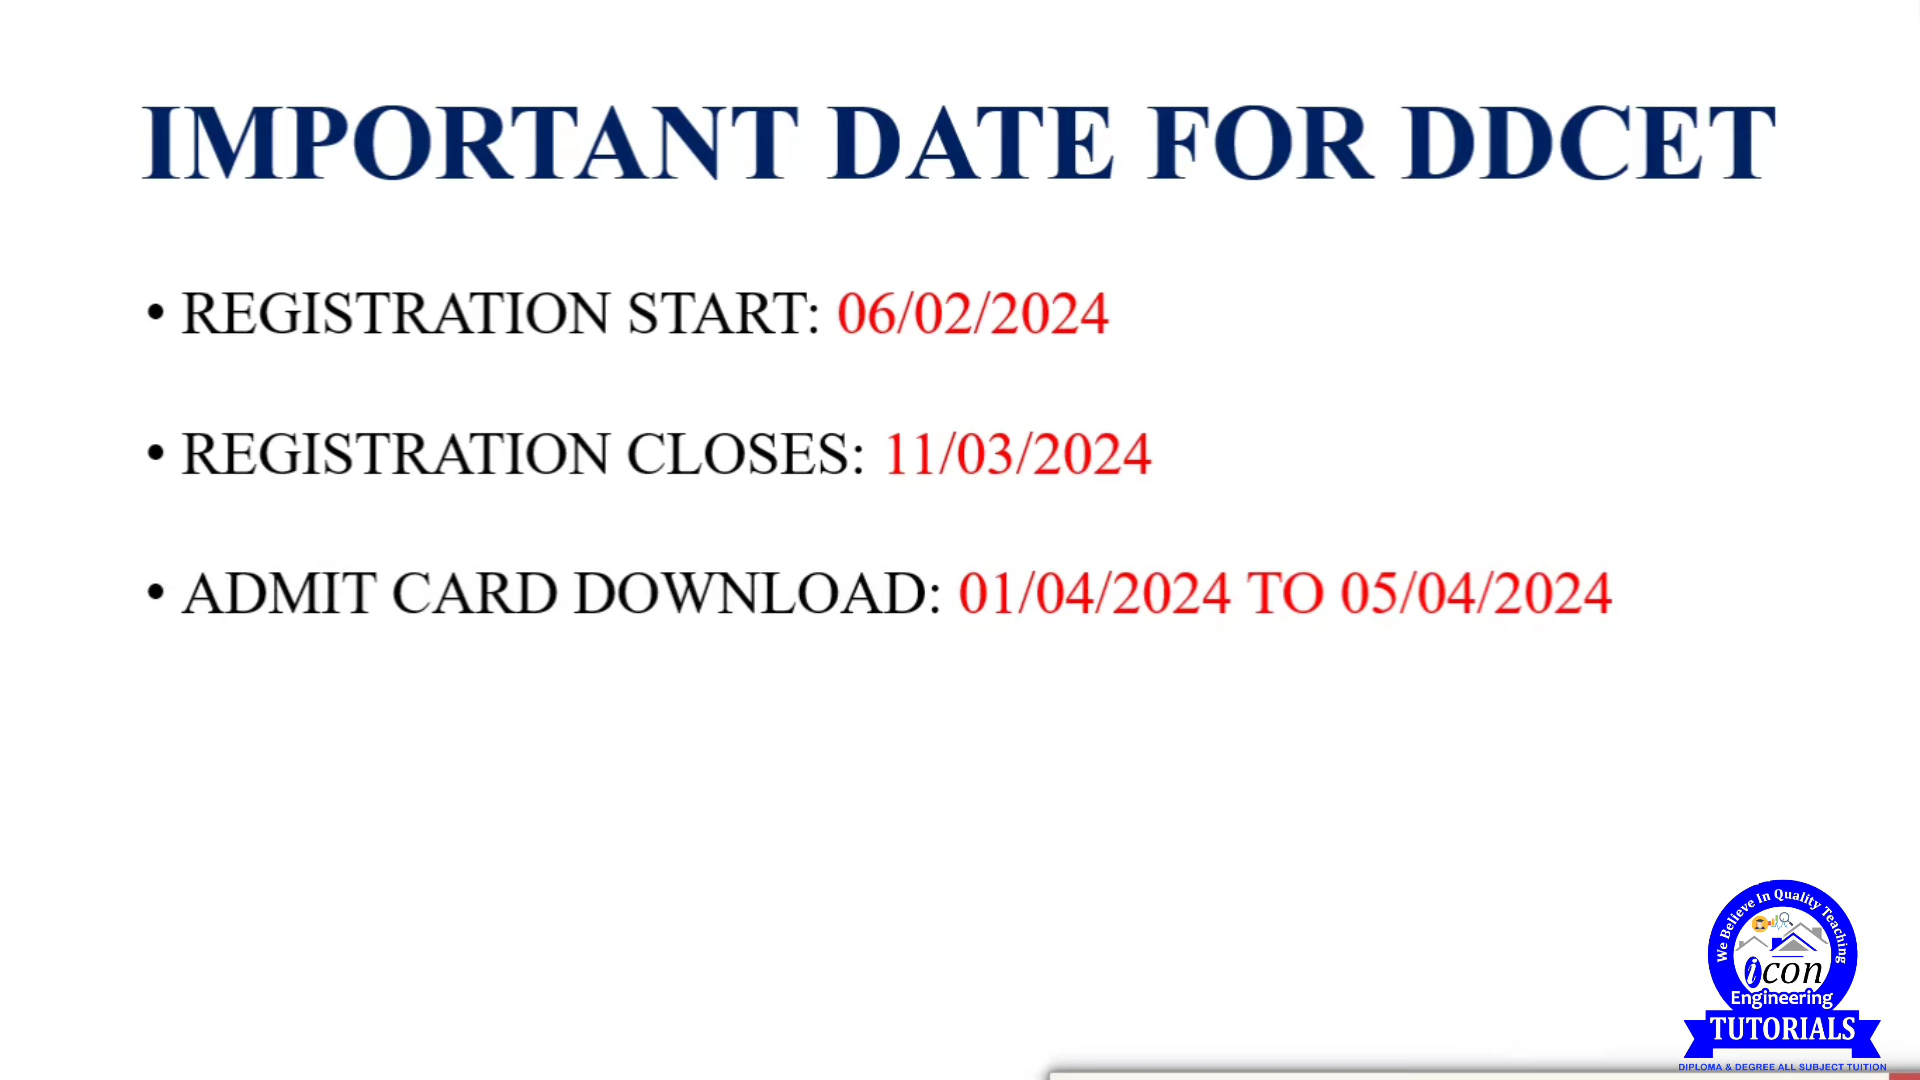 IMPORTANT DATE FOR DDCET
• REGISTRATION START: 06/02/2024
• REGISTRATION CLOSES: 11/03/2024
• ADMIT CARD DOWNLOAD: 01/04/2024 TO 05/04/2024
We Believe In Quality Teaching
icon
Engineering
TUTORIALS
DIPLOMA & DEGREE ALL SUBJECT TUITION